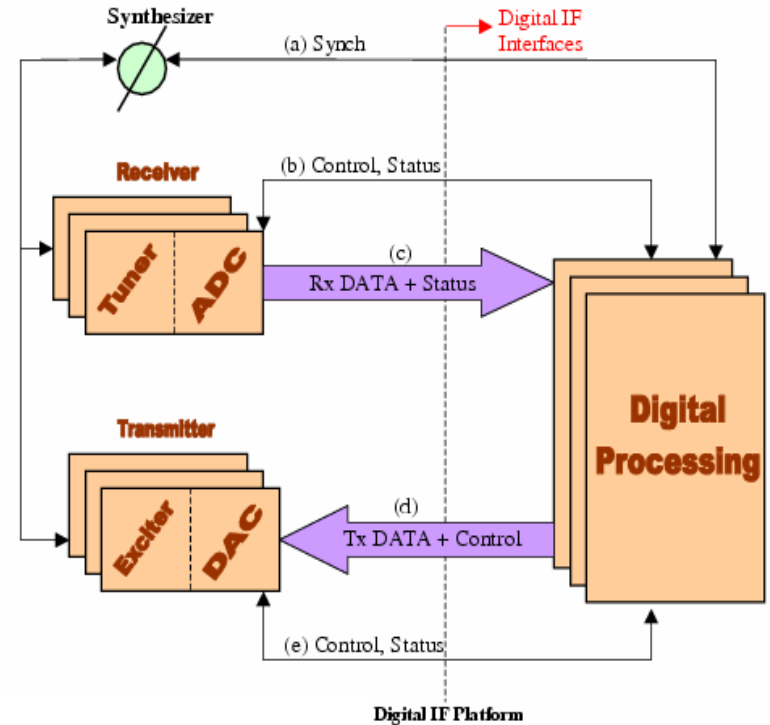 Synthesizer
Digital IF
Interfaces
(a) Synch
Receiver
(b) Control, Status
Tuner
ADC
(c)
Rx DATA + Status
Digital
Processing
Transmitter
Exciter
DAC
(d)
Tx DATA + Control
(e) Control, Status
Digital IF Platform